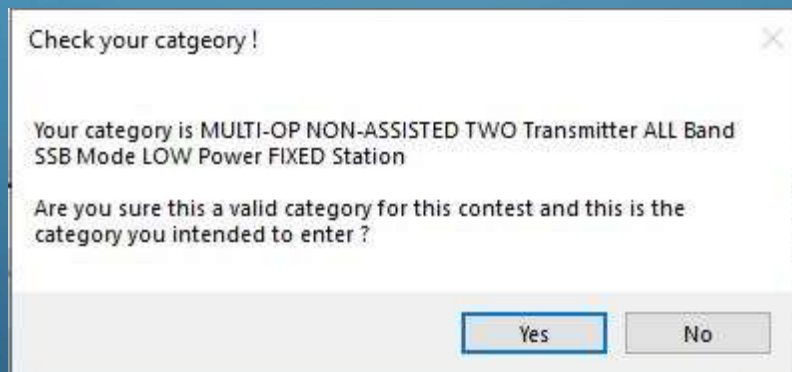 Check your catgeory !
Your category is MULTI-OP NON-ASSISTED TWO Transmitter ALL Band
SSB Mode LOW Power FIXED Station
Are you sure this a valid category for this contest and this is the
category you intended to enter ?
Yes No